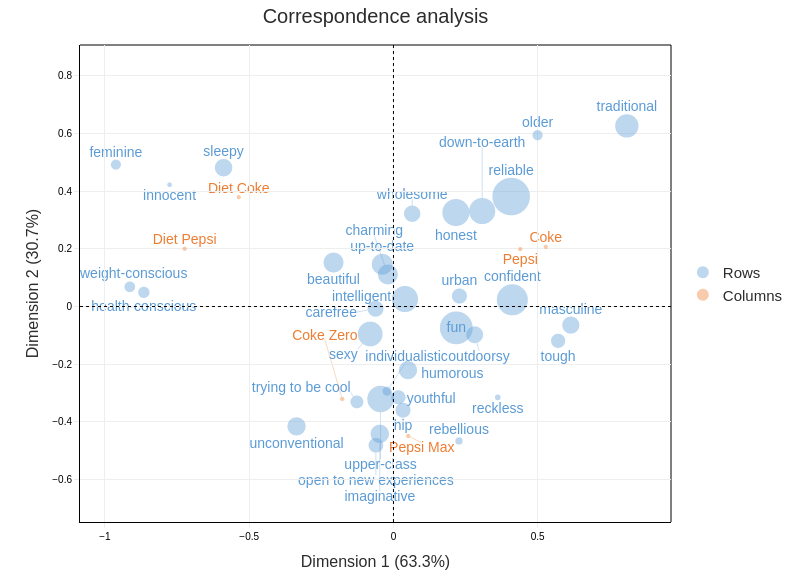 Correspondence analysis
0.8
0.6
0.4
0.2
0
−0.2
−0.4
−0.6
Dimension 2 (30.7%)
−1
−0.5
0
0.5
Dimension 1 (63.3%)
traditional
older
down-to-earth
feminine
sleepy
reliable
innocent
Diet Coke
wholesome
charming
honest
Coke
Diet Pepsi
up-to-date
Pepsi
weight-conscious
beautiful
urban
confident
intelligent
health conscious
carefree
masculine
Coke Zero
fun
sexy
individualistic
outdoorsy
tough
humorous
trying to be cool
youthful
reckless
hip
rebellious
unconventional
Pepsi Max
upper-class
open to new experiences
imaginative
Rows
Columns